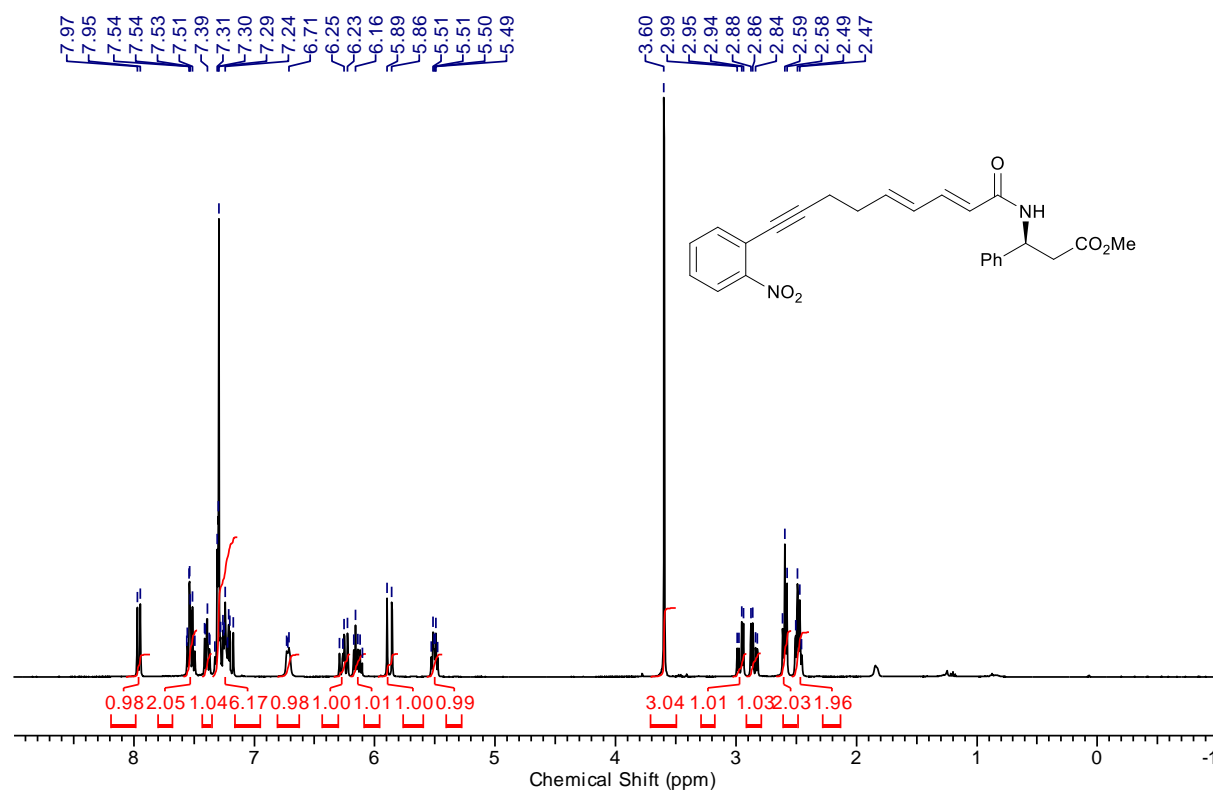 7.97 7.95 7.54 7.54 7.53 7.51 7.39 7.31 7.30 7.29 7.24 6.71 6.25 6.23 6.16 5.89 5.86 5.51 5.51 5.50 5.49 3.60 2.99 2.95 2.94 2.88 2.86 2.84 2.59 2.58 2.49 2.47
O
NH
CO2Me
Ph
NO2
0.98 2.05 1.04 6.17 0.98 1.00 1.01 1.00 0.99 3.04 1.01 1.03 2.03 1.96
8 7 6 5 4 3 2 1 0 -1
Chemical Shift (ppm)